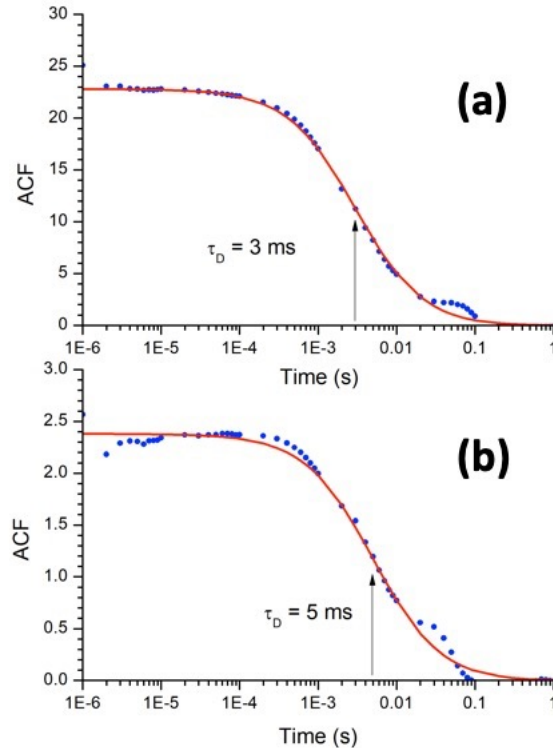 30
25
20
15
10
5
0
ACF
(a)
τD = 3 ms
1E-6 1E-5 1E-4 1E-3 0.01 0.1 1
Time (s)
3.0
2.5
2.0
1.5
1.0
0.5
0.0
ACF
(b)
τD = 5 ms
1E-6 1E-5 1E-4 1E-3 0.01 0.1 1
Time (s)